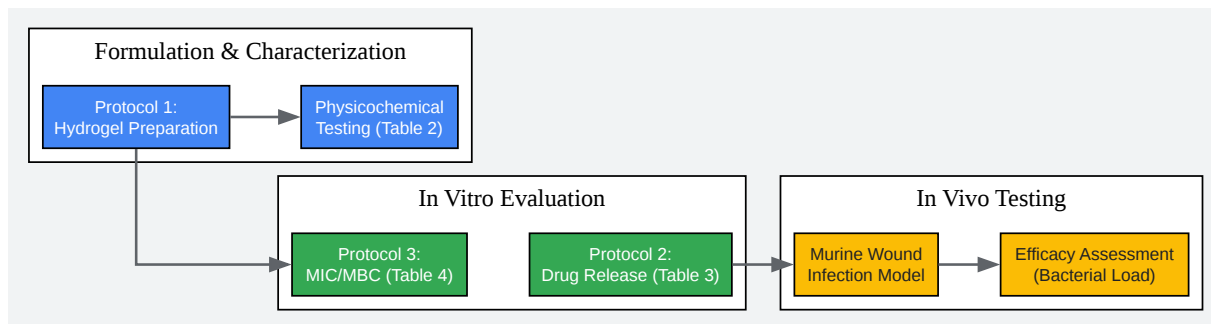 Formulation & Characterization
Protocol 1:
Hydrogel Preparation
Physicochemical
Testing (Table 2)
In Vitro Evaluation
Protocol 3:
MIC/MBC (Table 4)
Protocol 2:
Drug Release (Table 3)
In Vivo Testing
Murine Wound
Infection Model
Efficacy Assessment
(Bacterial Load)